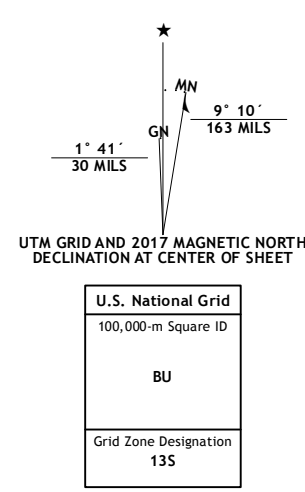 ★
MN
9° 10´
163 MILS
GN
1° 41´
30 MILS
UTM GRID AND 2017 MAGNETIC NORTH
DECLINATION AT CENTER OF SHEET
U.S. National Grid
100,000-m Square ID
BU
Grid Zone Designation
13S